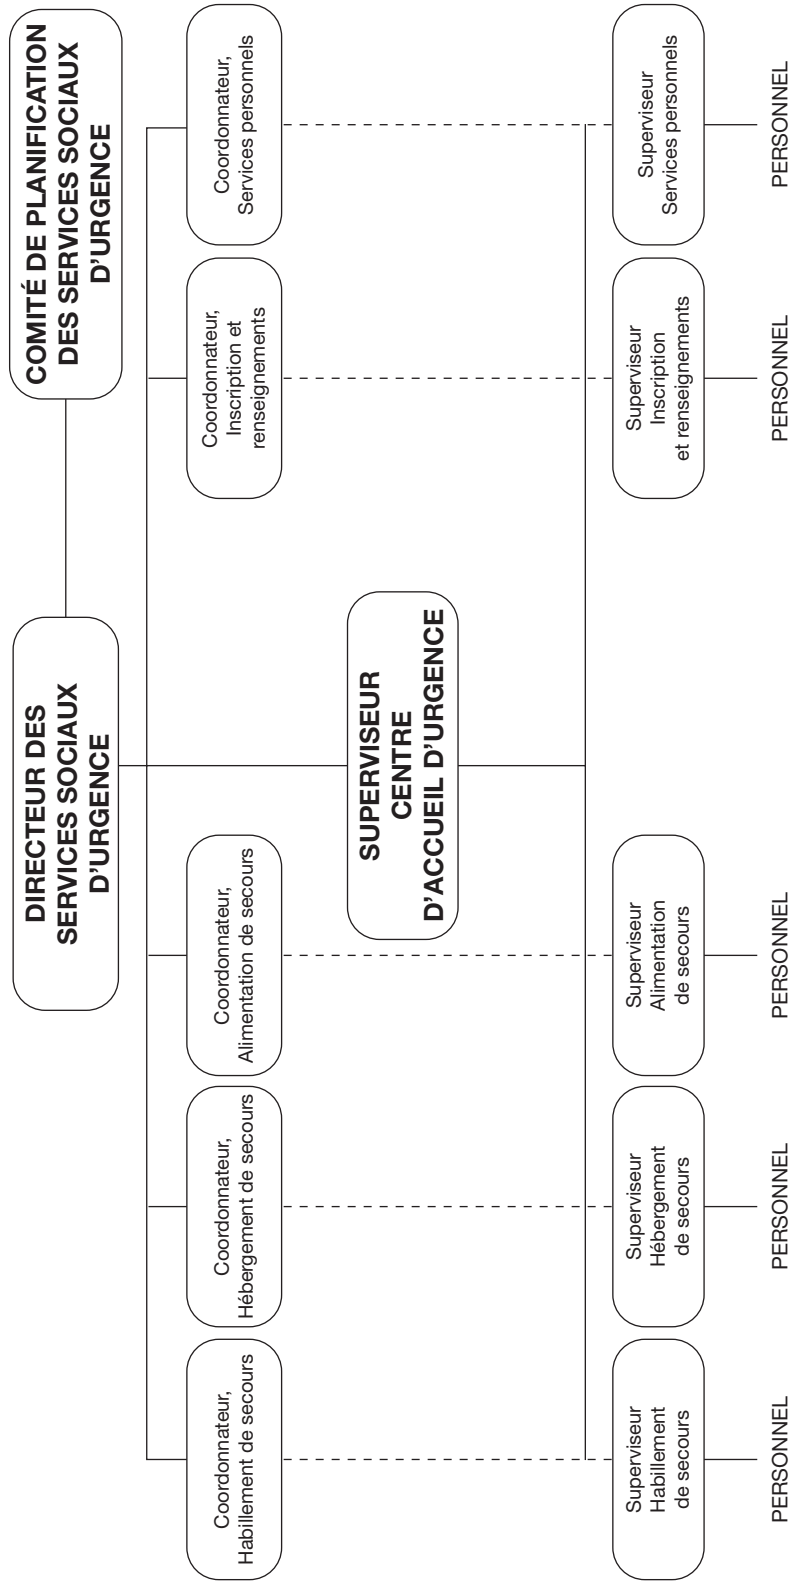 DIRECTEUR DES
SERVICES SOCIAUX
D'URGENCE
COMITÉ DE PLANIFICATION
DES SERVICES SOCIAUX
D'URGENCE
Coordonnateur,
Habillement de secours
Coordonnateur,
Hébergement de secours
Coordonnateur,
Alimentation de secours
Coordonnateur,
Inscription et
renseignements
Coordonnateur,
Services personnels
SUPERVISEUR
CENTRE
D'ACCUEIL D'URGENCE
Superviseur
Habillement
de secours
Superviseur
Hébergement
de secours
Superviseur
Alimentation
de secours
Superviseur
Inscription
et renseignements
Superviseur
Services personnels
PERSONNEL
PERSONNEL
PERSONNEL
PERSONNEL
PERSONNEL